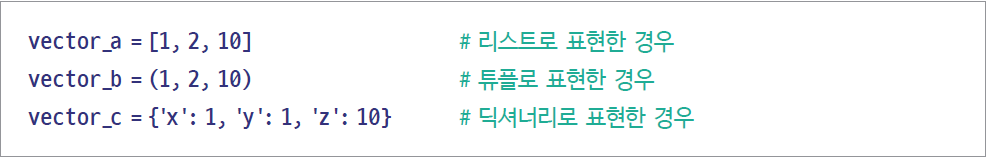 vector_a = [1, 2, 10] # 리스트로 표현한 경우
vector_b = (1, 2, 10) # 튜플로 표현한 경우
vector_c = {'x': 1, 'y': 1, 'z': 10} # 딕셔너리로 표현한 경우